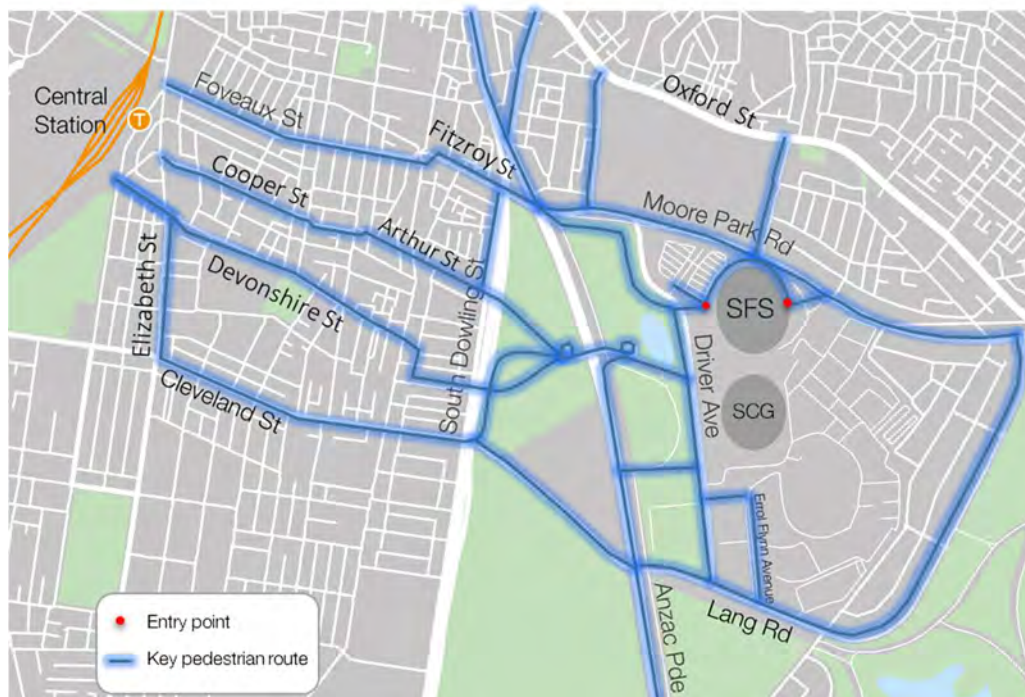 Central
Station
T
Foveaux St
Oxford St
Fitzroy St
Cooper St
Moore Park Rd
Arthur St
Elizabeth St
Devonshire St
South Dowling St
SFS
Driver Ave
Cleveland St
SCG
Errol Flynn Avenue
Anzac Pde
Lang Rd
Entry point
Key pedestrian route